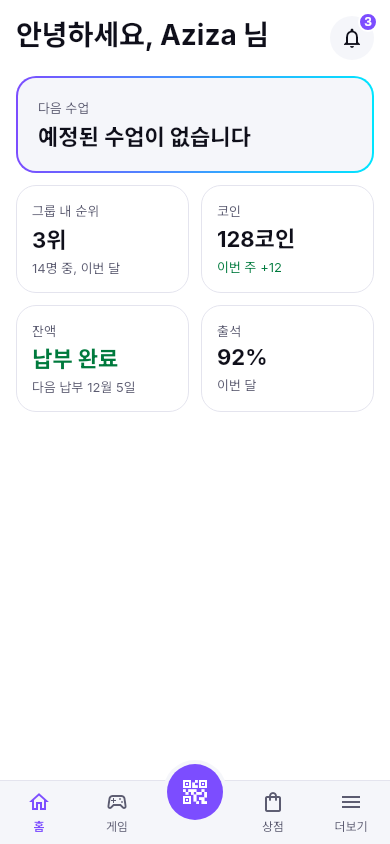 안녕하세요, Aziza 님
3
다음 수업
예정된 수업이 없습니다
그룹 내 순위
3위
14명 중, 이번 달
코인
128코인
이번 주 +12
잔액
납부 완료
다음 납부 12월 5일
출석
92%
이번 달
홈
게임
상점
더보기